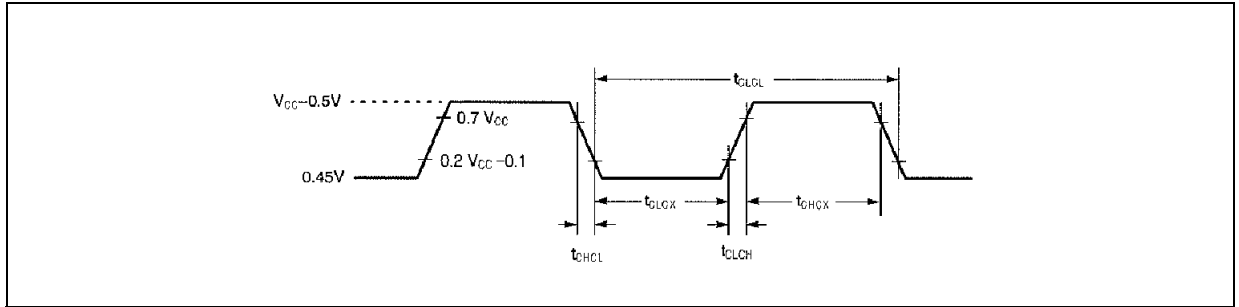 tCLCL
VCC–0.5V
0.7 VCC
0.2 VCC –0.1
0.45V
tCLCX
tCHCX
tCHCL
tCLCH